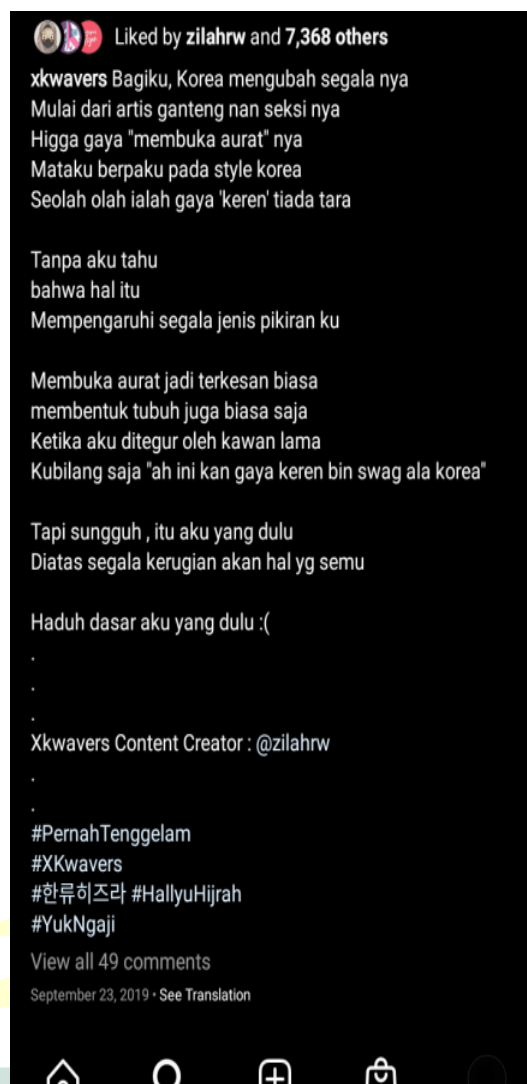 Liked by zilahrw and 7,368 others
xkwavers Bagiku, Korea mengubah segala nya
Mulai dari artis ganteng nan seksi nya
Higga gaya "membuka aurat" nya
Mataku berpaku pada style korea
Seolah olah ialah gaya 'keren' tiada tara
Tanpa aku tahu
bahwa hal itu
Mempengaruhi segala jenis pikiran ku
Membuka aurat jadi terkesan biasa
membentuk tubuh juga biasa saja
Ketika aku ditegur oleh kawan lama
Kubilang saja "ah ini kan gaya keren bin swag ala korea"
Tapi sungguh , itu aku yang dulu
Diatas segala kerugian akan hal yg semu
Haduh dasar aku yang dulu :(
.
.
.
Xkwavers Content Creator : @zilahrw
.
.
#PernahTenggelam
#XKwavers
#한류히즈라 #HallyuHijrah
#YukNgaji
View all 49 comments
September 23, 2019 • See Translation